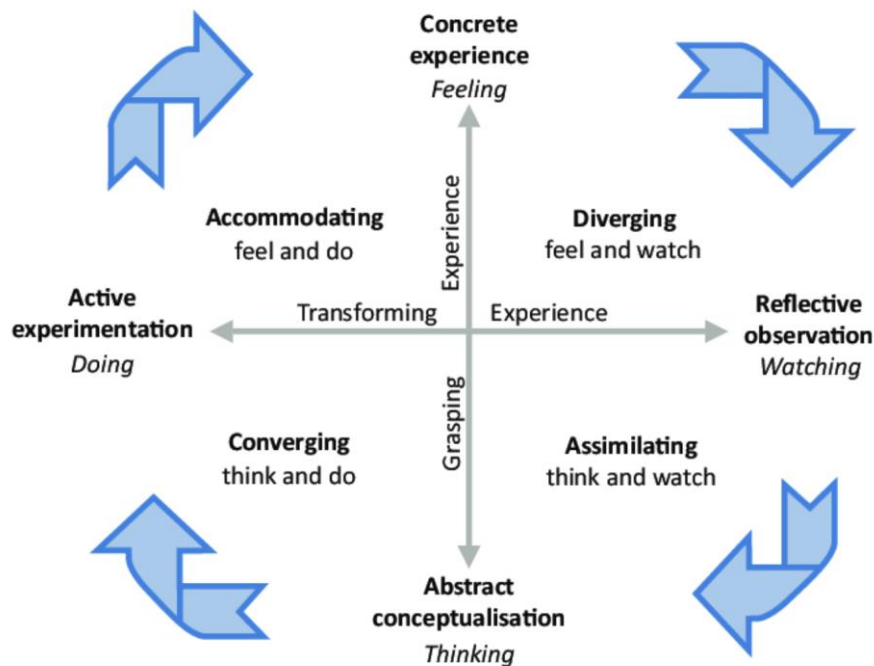 Concrete
experience
Feeling
Accommodating
feel and do
Experience
Diverging
feel and watch
Active
experimentation
Doing
Transforming
Experience
Reflective
observation
Watching
Converging
think and do
Grasping
Assimilating
think and watch
Abstract
conceptualisation
Thinking